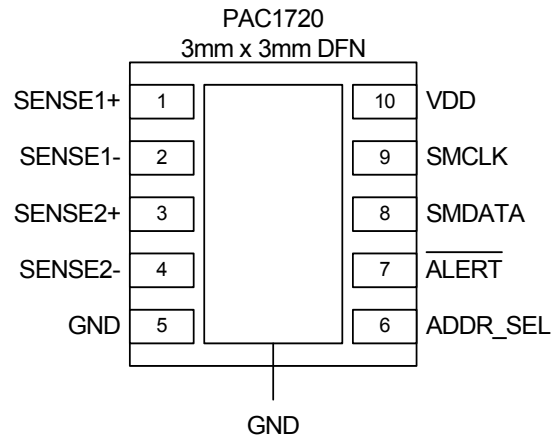 PAC1720
3mm x 3mm DFN
SENSE1+ 1 10 VDD
SENSE1- 2 9 SMCLK
SENSE2+ 3 8 SMDATA
SENSE2- 4 7 ALERT
GND 5 6 ADDR_SEL
GND